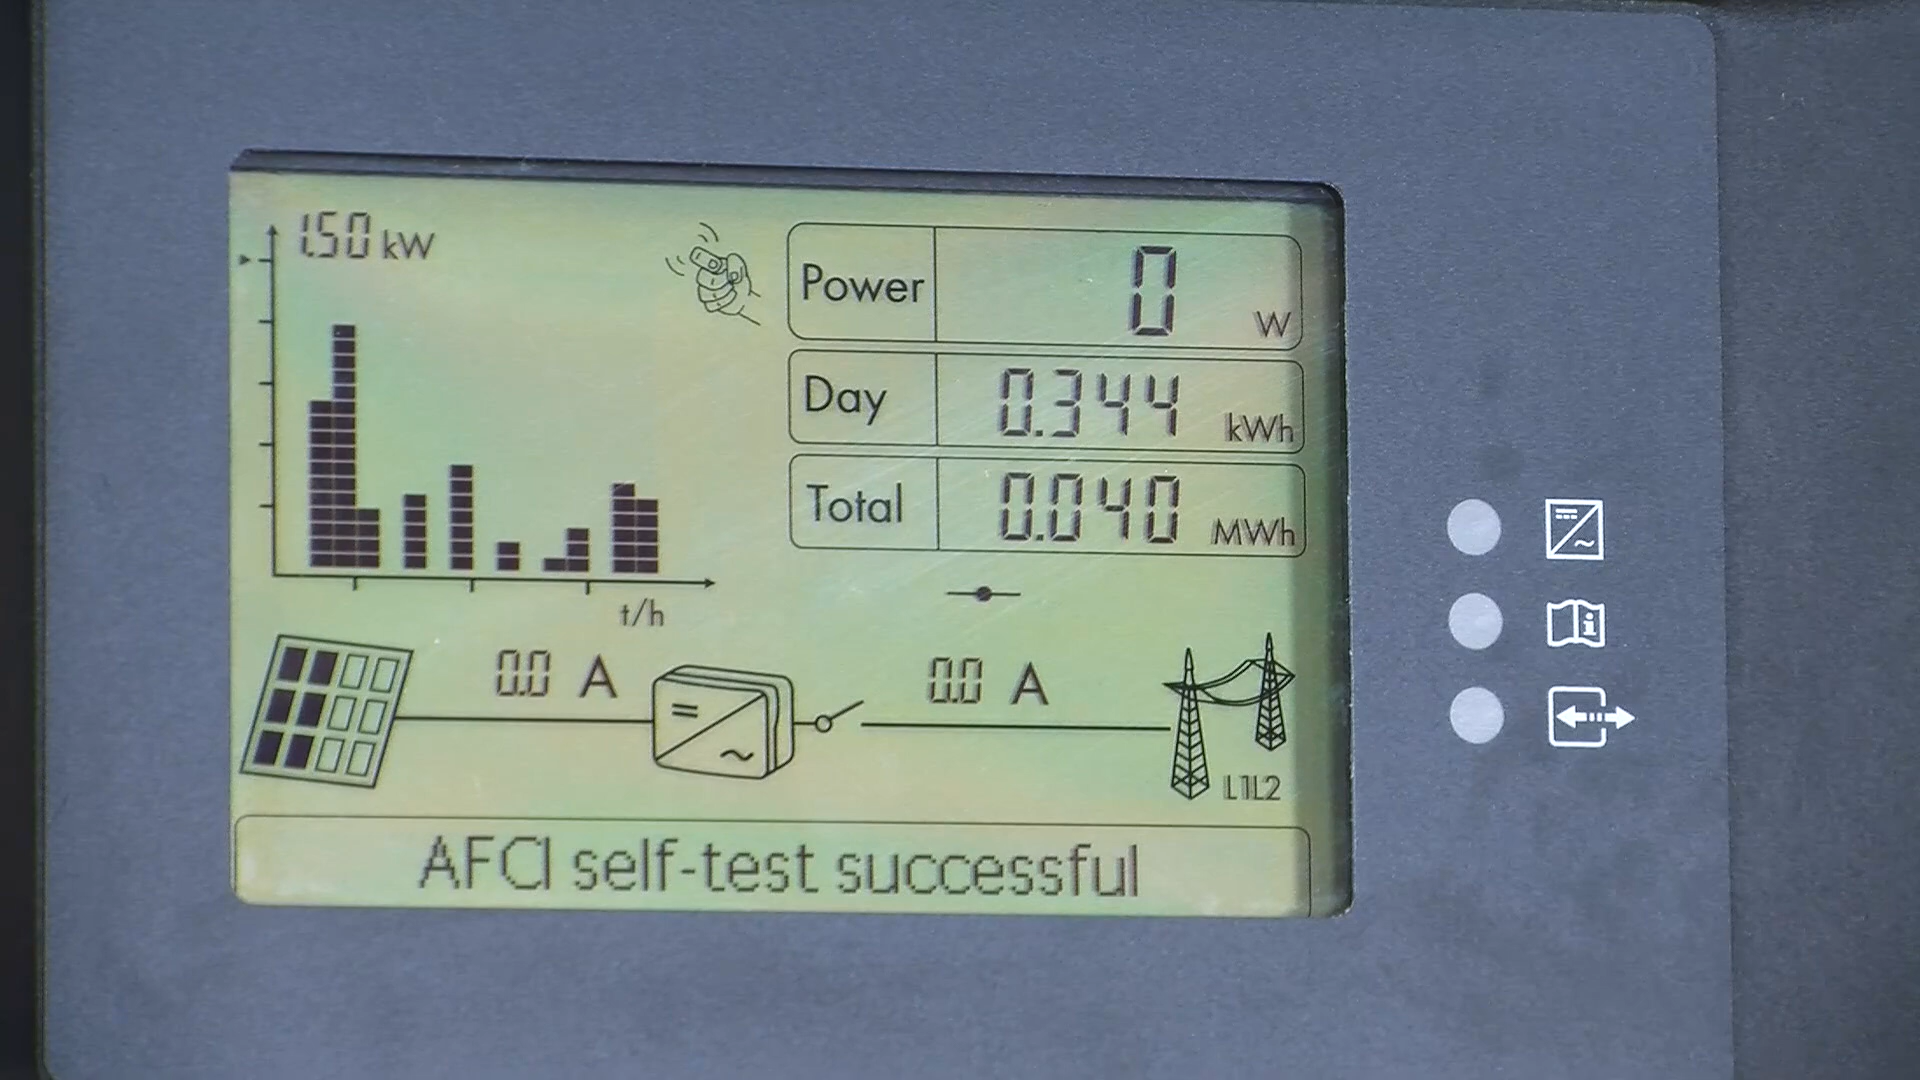 1.50 kW
Power 0 W
Day 0.344 kWh
Total 0.040 MWh
t/h
0.0 A
0.0 A
L1L2
AFCI self-test successful